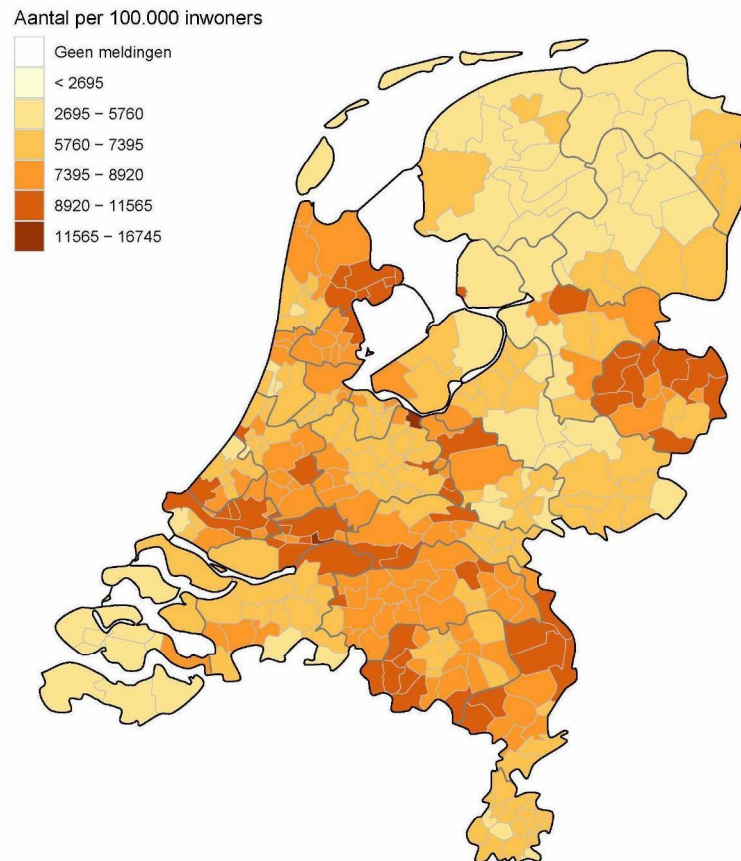 Aantal per 100.000 inwoners
Geen meldingen
< 2695
2695 – 5760
5760 – 7395
7395 – 8920
8920 – 11565
11565 – 16745